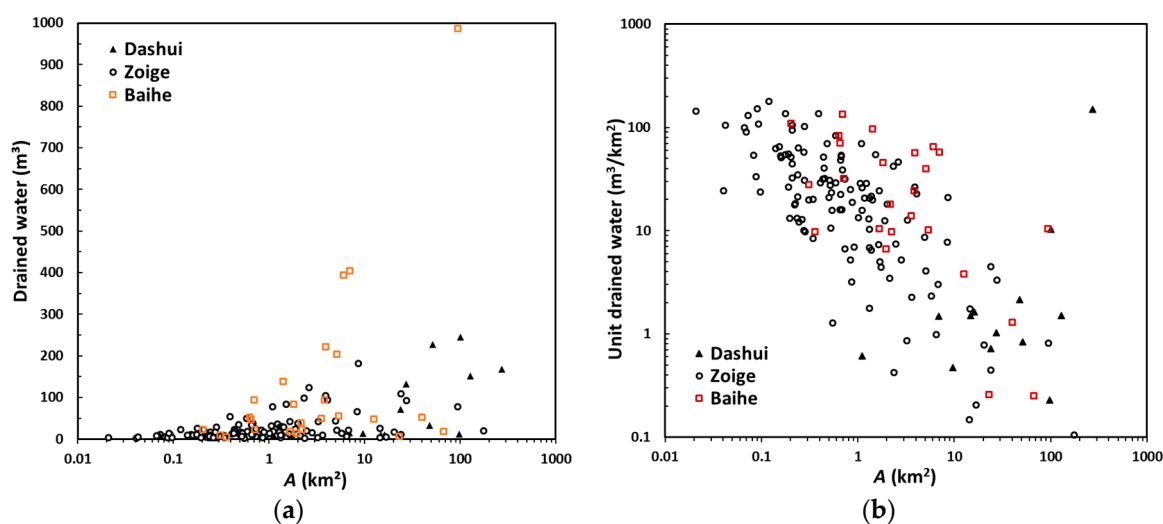 Drained water (m³)
1000
900
800
700
600
500
400
300
200
100
0
Dashui
Zoige
Baihe
0.01 0.1 1 10 100 1000
A (km²)
(a)
Unit drained water (m³/km²)
1000
100
10
1
0.1
Dashui
Zoige
Baihe
0.01 0.1 1 10 100 1000
A (km²)
(b)